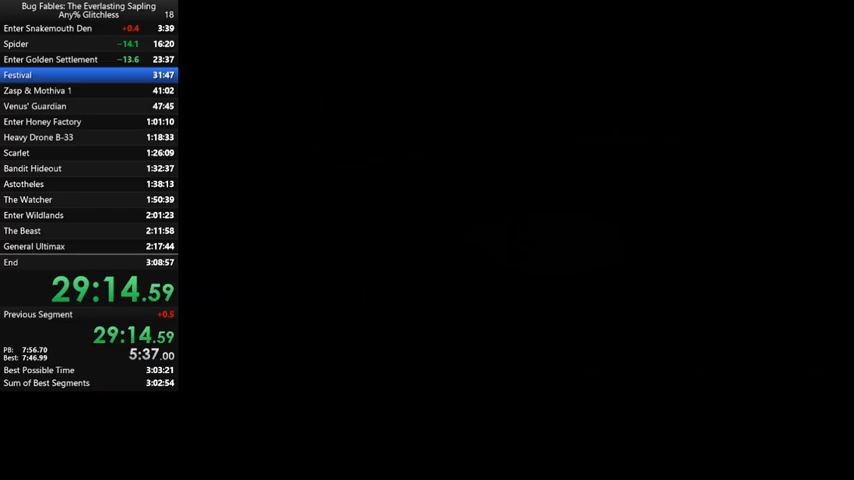 Bug Fables: The Everlasting Sapling
Any% Glitchless 18
Enter Snakemouth Den +0.4 3:39
Spider −14.1 16:20
Enter Golden Settlement −13.6 23:37
Festival 31:47
Zasp & Mothiva 1 41:02
Venus' Guardian 47:45
Enter Honey Factory 1:01:10
Heavy Drone B-33 1:18:33
Scarlet 1:26:09
Bandit Hideout 1:32:37
Astotheles 1:38:13
The Watcher 1:50:39
Enter Wildlands 2:01:23
The Beast 2:11:58
General Ultimax 2:17:44
End 3:08:57
29:14.59
Previous Segment +0.5
29:14.59
PB: 7:56.70
Best: 7:46.99 5:37.00
Best Possible Time 3:03:21
Sum of Best Segments 3:02:54